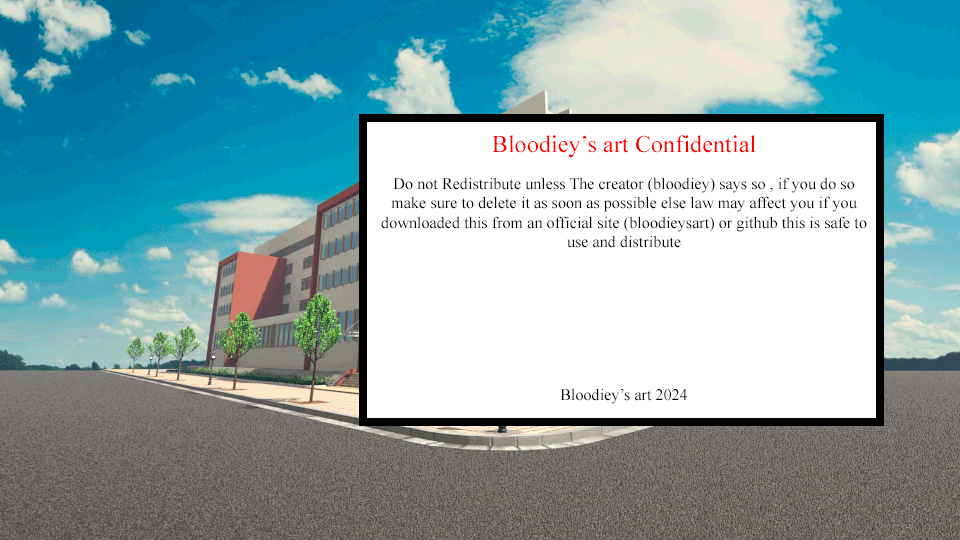 Bloodiey’s art Confidential
Do not Redistribute unless The creator (bloodiey) says so , if you do so
make sure to delete it as soon as possible else law may affect you if you
downloaded this from an official site (bloodieysart) or github this is safe to
use and distribute
Bloodiey’s art 2024